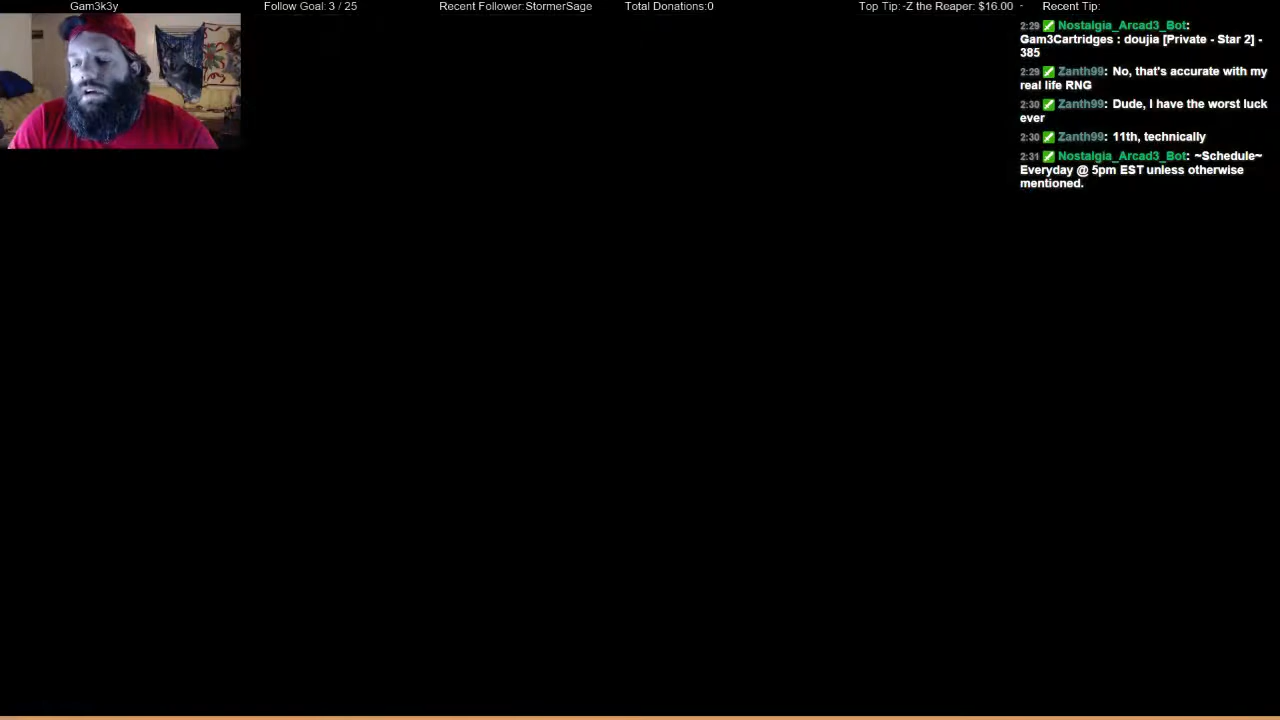 Gam3k3y
Follow Goal: 3 / 25
Recent Follower:StormerSage
Total Donations:0
Top Tip: -Z the Reaper: $16.00 -
Recent Tip:
2:29 Nostalgia_Arcad3_Bot:
Gam3Cartridges : doujia [Private - Star 2] -
385
2:29 Zanth99: No, that's accurate with my
real life RNG
2:30 Zanth99: Dude, I have the worst luck
ever
2:30 Zanth99: 11th, technically
2:31 Nostalgia_Arcad3_Bot: ~Schedule~
Everyday @ 5pm EST unless otherwise
mentioned.